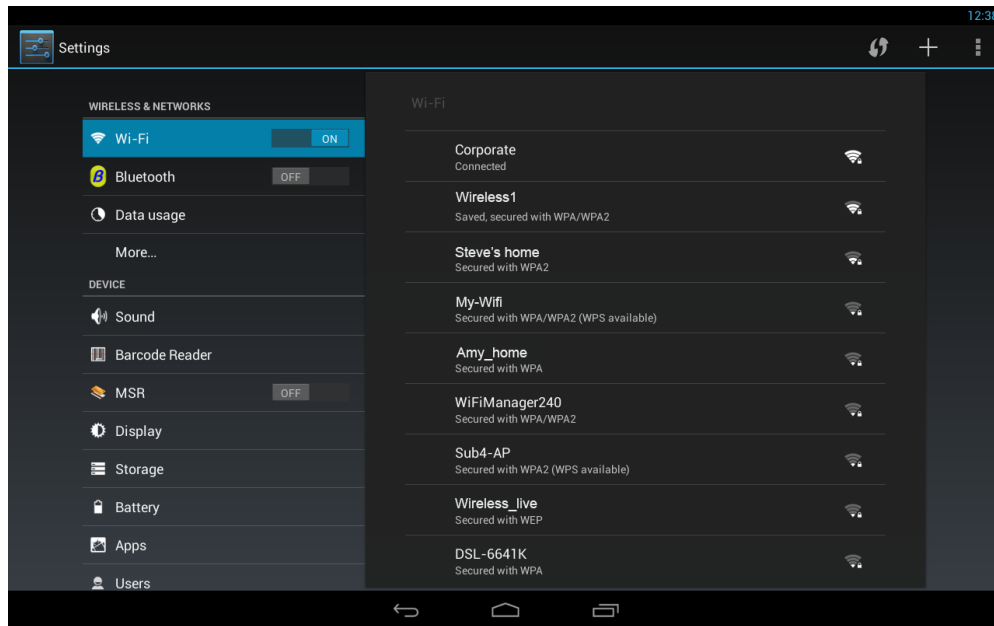 12:38
Settings
WIRELESS & NETWORKS
Wi-Fi
ON
Bluetooth
OFF
Data usage
More...
DEVICE
Sound
Barcode Reader
MSR
OFF
Display
Storage
Battery
Apps
Users
Wi-Fi
Corporate
Connected
Wireless1
Saved, secured with WPA/WPA2
Steve's home
Secured with WPA2
My-Wifi
Secured with WPA/WPA2 (WPS available)
Amy_home
Secured with WPA
WiFiManager240
Secured with WPA/WPA2
Sub4-AP
Secured with WPA2 (WPS available)
Wireless_live
Secured with WEP
DSL-6641K
Secured with WPA